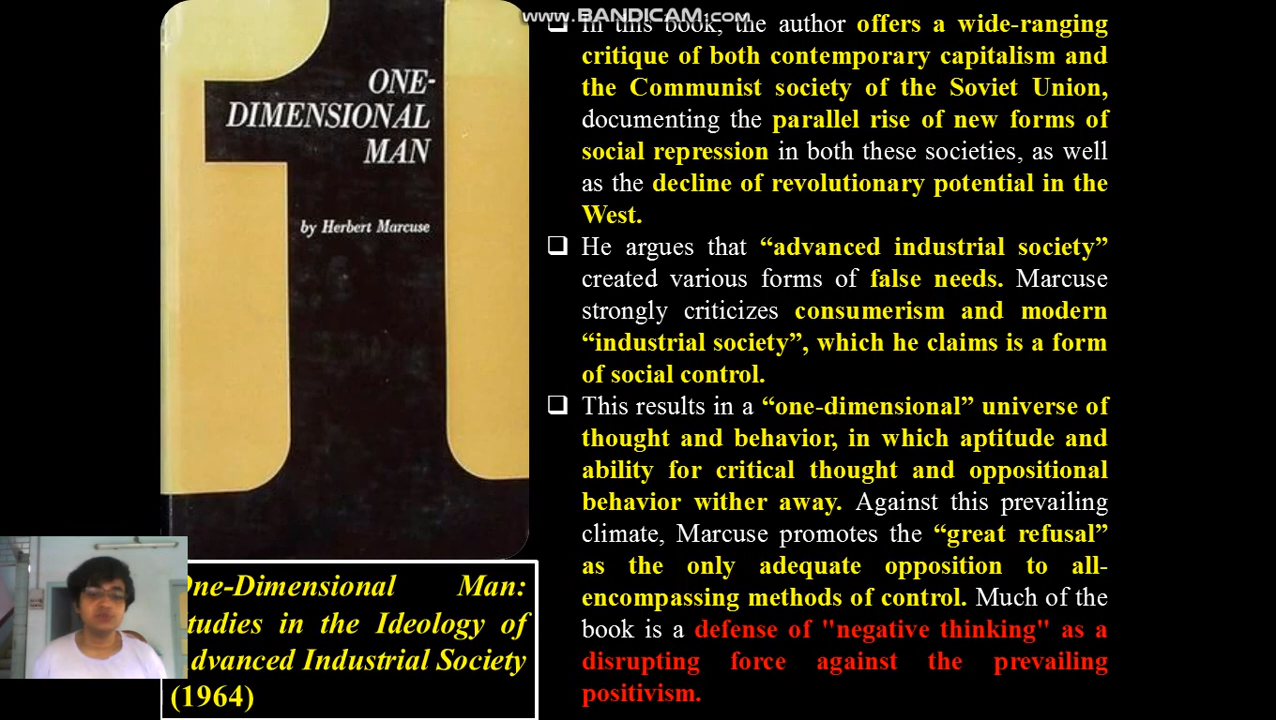 www.BANDICAM.com
ONE-
DIMENSIONAL
MAN
by Herbert Marcuse
One-Dimensional Man:
tudies in the Ideology of
dvanced Industrial Society
(1964)
❑ In this book, the author offers a wide-ranging
critique of both contemporary capitalism and
the Communist society of the Soviet Union,
documenting the parallel rise of new forms of
social repression in both these societies, as well
as the decline of revolutionary potential in the
West.
❑ He argues that “advanced industrial society”
created various forms of false needs. Marcuse
strongly criticizes consumerism and modern
“industrial society”, which he claims is a form
of social control.
❑ This results in a “one-dimensional” universe of
thought and behavior, in which aptitude and
ability for critical thought and oppositional
behavior wither away. Against this prevailing
climate, Marcuse promotes the “great refusal”
as the only adequate opposition to all-
encompassing methods of control. Much of the
book is a defense of "negative thinking" as a
disrupting force against the prevailing
positivism.